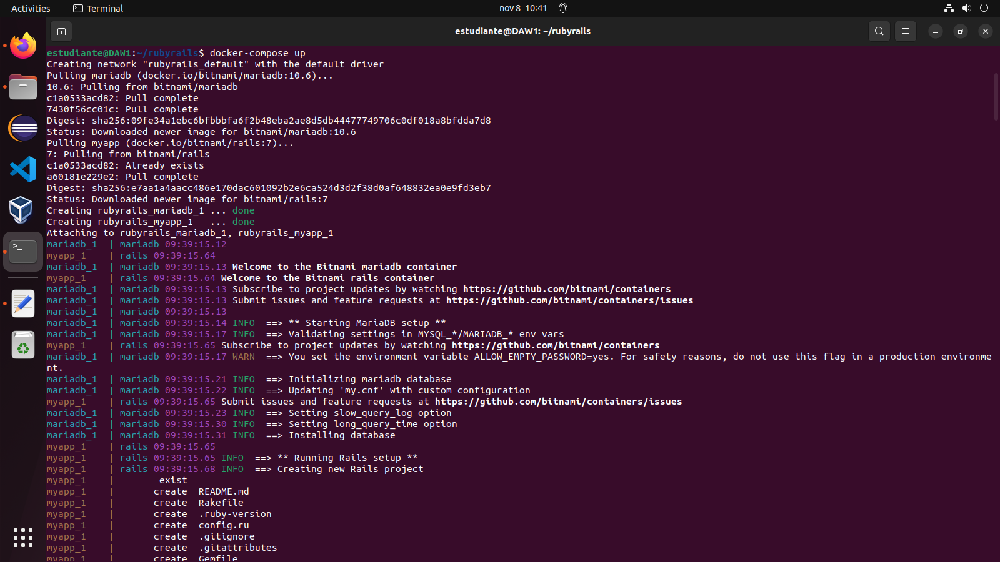 Activities
Terminal
nov 8 10:41
estudiante@DAW1: ~/rubyrails
estudiante@DAW1:~/rubyrails$ docker-compose up
Creating network "rubyrails_default" with the default driver
Pulling mariadb (docker.io/bitnami/mariadb:10.6)...
10.6: Pulling from bitnami/mariadb
c1a0533acd82: Pull complete
7430f56cc01c: Pull complete
Digest: sha256:09fe34a1ebc6bfbbbfa6f2b48eba2ae8d5db44477749706c0df018a8bfdda7d8
Status: Downloaded newer image for bitnami/mariadb:10.6
Pulling myapp (docker.io/bitnami/rails:7)...
7: Pulling from bitnami/rails
c1a0533acd82: Already exists
a60181e229e2: Pull complete
Digest: sha256:e7aa1a4aacc486e170dac601092b2e6ca524d3d2f38d0af648832ea0e9fd3eb7
Status: Downloaded newer image for bitnami/rails:7
Creating rubyrails_mariadb_1 ... done
Creating rubyrails_myapp_1   ... done
Attaching to rubyrails_mariadb_1, rubyrails_myapp_1
mariadb_1  | mariadb 09:39:15.12
myapp_1    | rails 09:39:15.64
mariadb_1  | mariadb 09:39:15.13 Welcome to the Bitnami mariadb container
myapp_1    | rails 09:39:15.64 Welcome to the Bitnami rails container
mariadb_1  | mariadb 09:39:15.13 Subscribe to project updates by watching https://github.com/bitnami/containers
mariadb_1  | mariadb 09:39:15.13 Submit issues and feature requests at https://github.com/bitnami/containers/issues
mariadb_1  | mariadb 09:39:15.13
mariadb_1  | mariadb 09:39:15.14 INFO  ==> ** Starting MariaDB setup **
mariadb_1  | mariadb 09:39:15.17 INFO  ==> Validating settings in MYSQL_*/MARIADB_* env vars
myapp_1    | rails 09:39:15.65 Subscribe to project updates by watching https://github.com/bitnami/containers
mariadb_1  | mariadb 09:39:15.17 WARN  ==> You set the environment variable ALLOW_EMPTY_PASSWORD=yes. For safety reasons, do not use this flag in a production environme
nt.
mariadb_1  | mariadb 09:39:15.21 INFO  ==> Initializing mariadb database
mariadb_1  | mariadb 09:39:15.22 INFO  ==> Updating 'my.cnf' with custom configuration
myapp_1    | rails 09:39:15.65 Submit issues and feature requests at https://github.com/bitnami/containers/issues
mariadb_1  | mariadb 09:39:15.23 INFO  ==> Setting slow_query_log option
mariadb_1  | mariadb 09:39:15.30 INFO  ==> Setting long_query_time option
mariadb_1  | mariadb 09:39:15.31 INFO  ==> Installing database
myapp_1    | rails 09:39:15.65
myapp_1    | rails 09:39:15.65 INFO  ==> ** Running Rails setup **
myapp_1    | rails 09:39:15.68 INFO  ==> Creating new Rails project
myapp_1    |        exist
myapp_1    |       create  README.md
myapp_1    |       create  Rakefile
myapp_1    |       create  .ruby-version
myapp_1    |       create  config.ru
myapp_1    |       create  .gitignore
myapp_1    |       create  .gitattributes
myapp_1    |       create  Gemfile